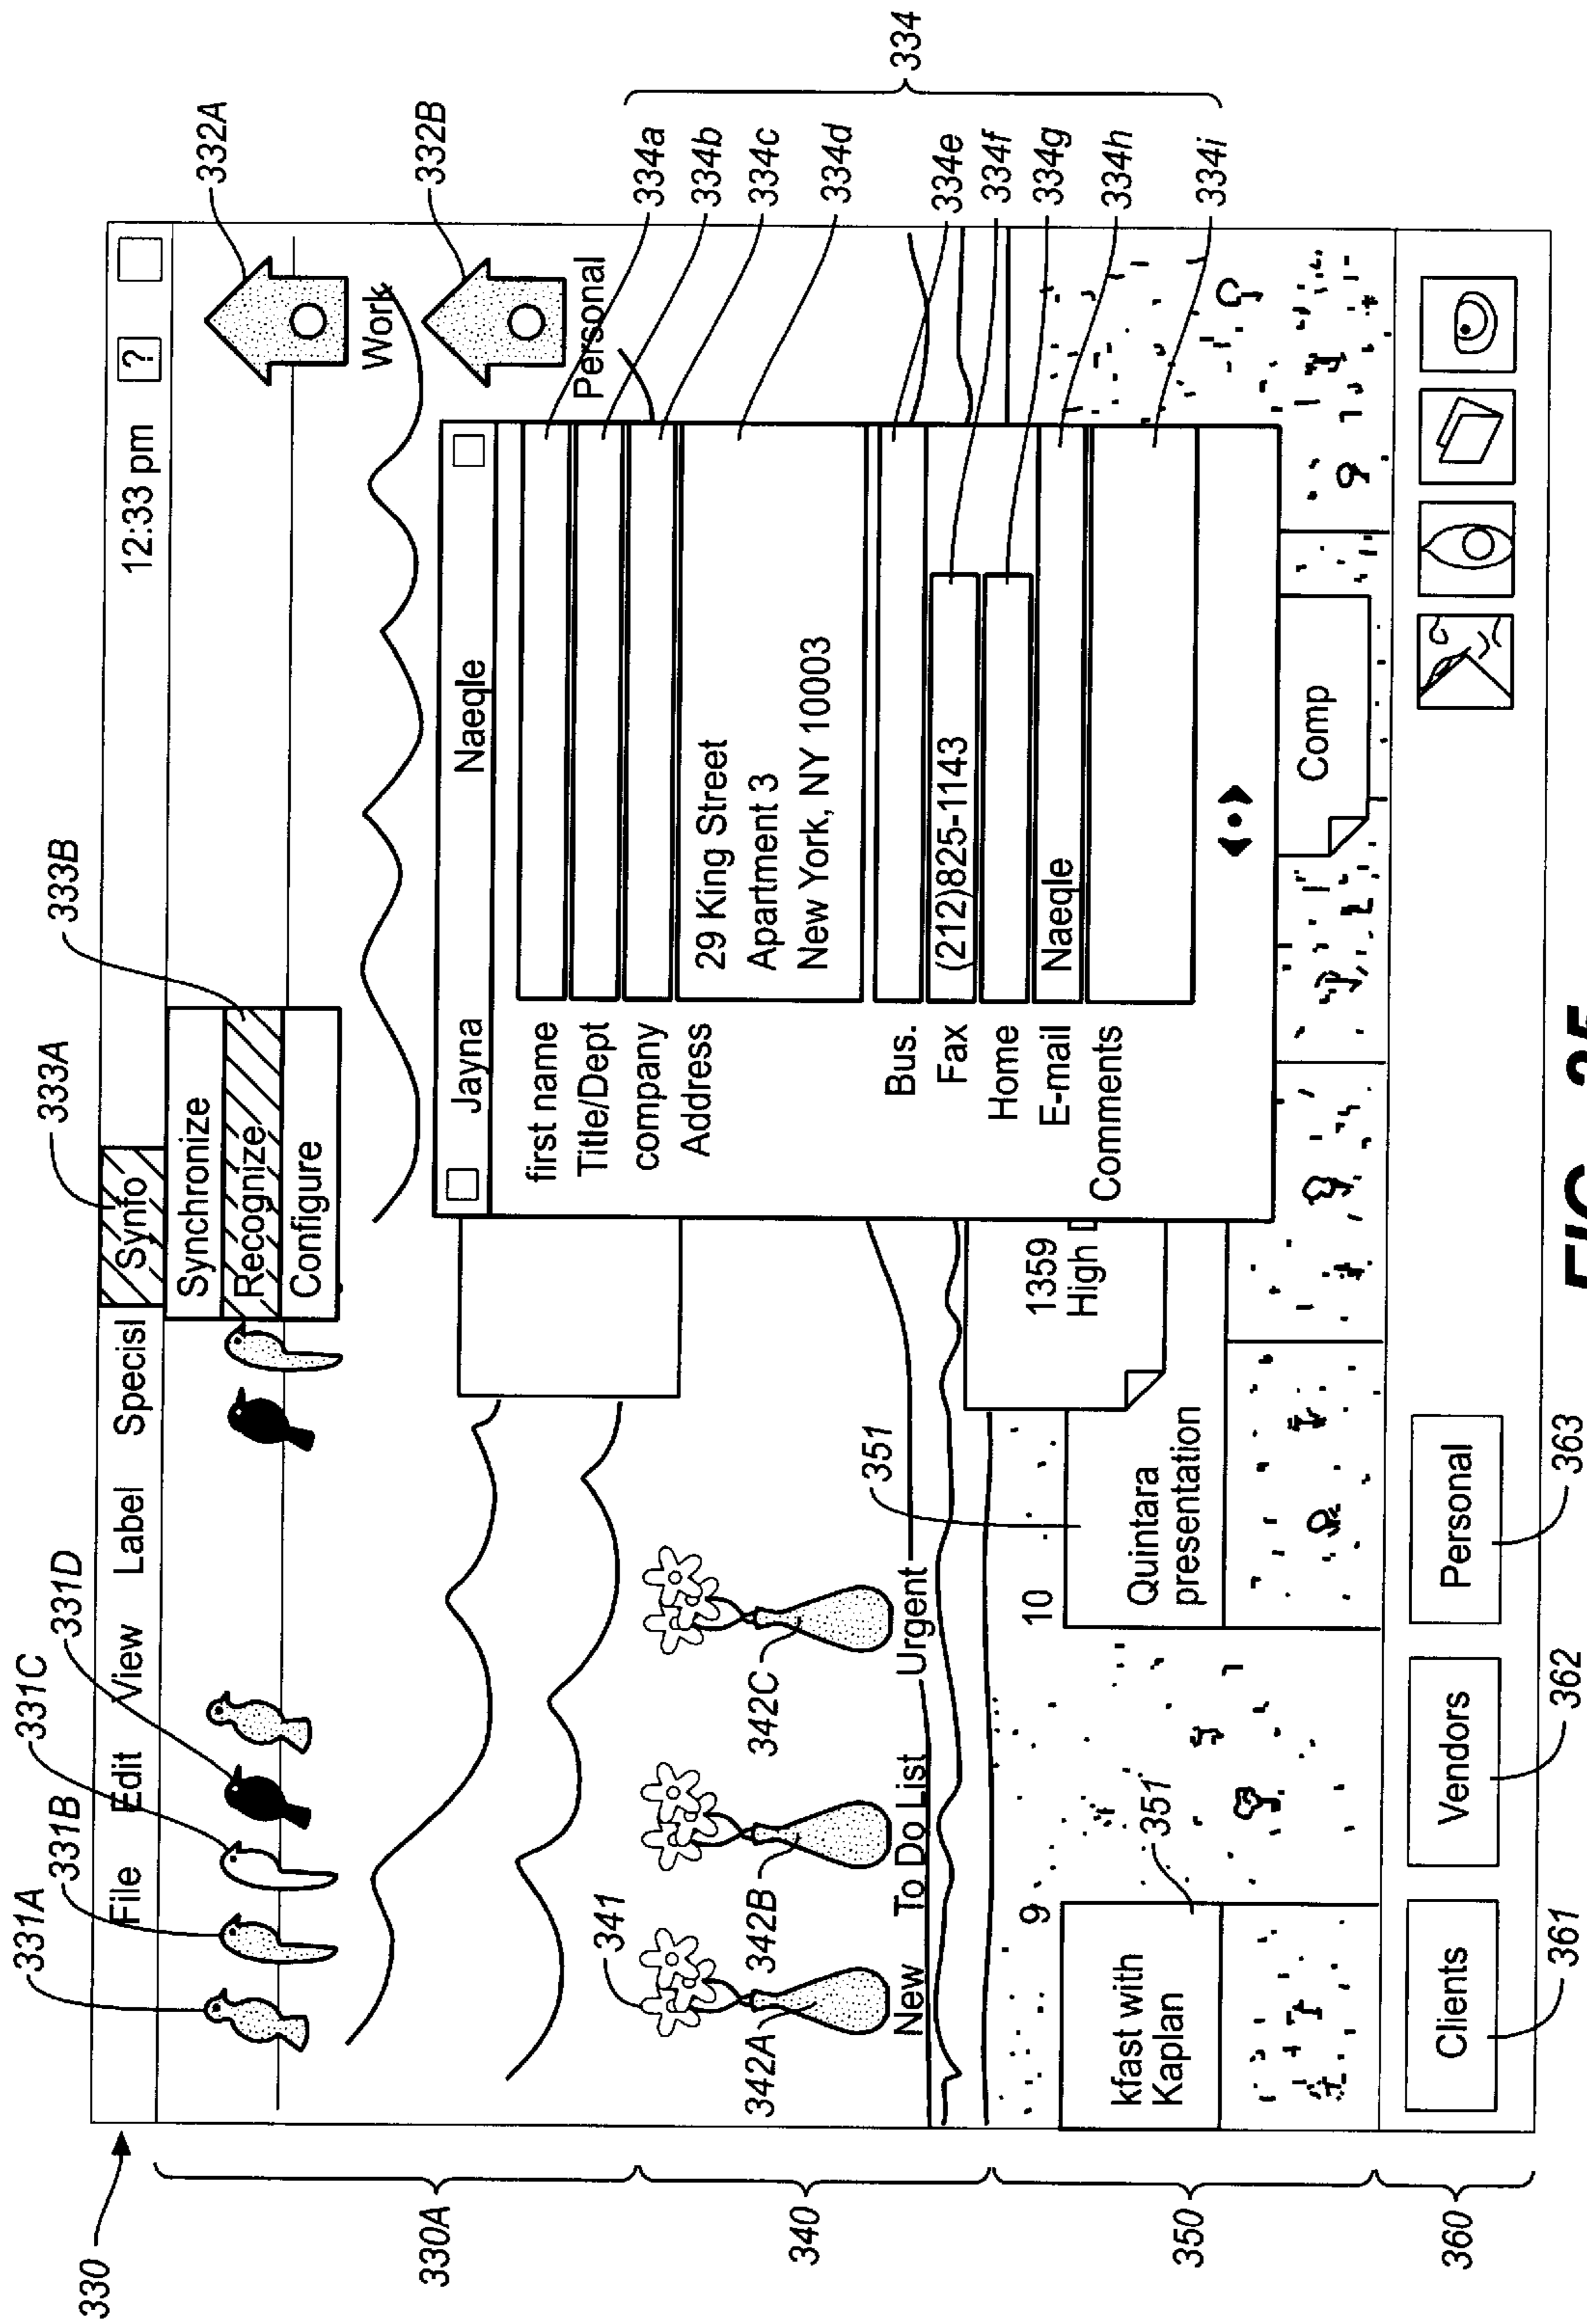 330
331A
331B
331C
331D
333A
333B
332A
332B
File Edit View Label Specisl Synfo 12:33 pm ?
Synchronize
Recognize
Configure
Work
Personal
330A
340
350
360
Jayna Naeqle
first name
Title/Dept
company
Address
29 King Street
Apartment 3
New York, NY 10003
Bus.
Fax (212)825-1143
Home
E-mail Naeqle
Comments
334a
334b
334c
334d
334e
334f
334g
334h
334i
334
341
342A
342B
342C
New To Do List Urgent
351
9
10
1359
High
kfast with
Kaplan
351
Quintara
presentation
Comp
Clients
Vendors
Personal
361
362
363